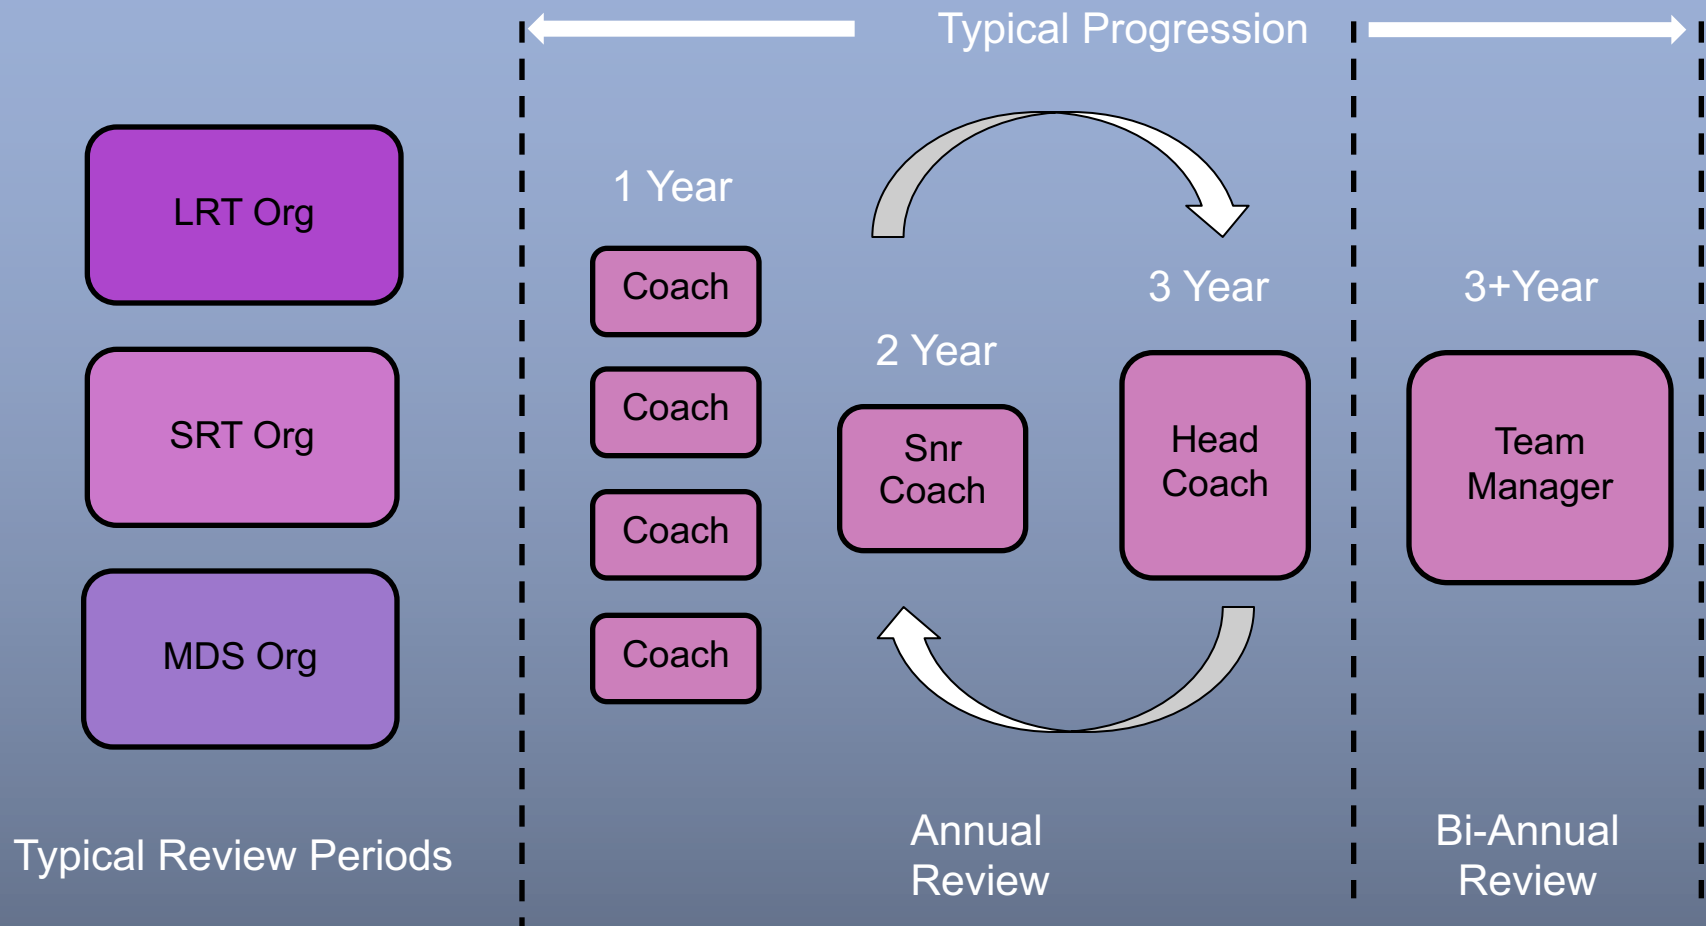 Typical Progression
LRT Org
SRT Org
MDS Org
1 Year
Coach
Coach
Coach
Coach
2 Year
Snr
Coach
3 Year
Head
Coach
3+Year
Team
Manager
Typical Review Periods
Annual
Review
Bi-Annual
Review